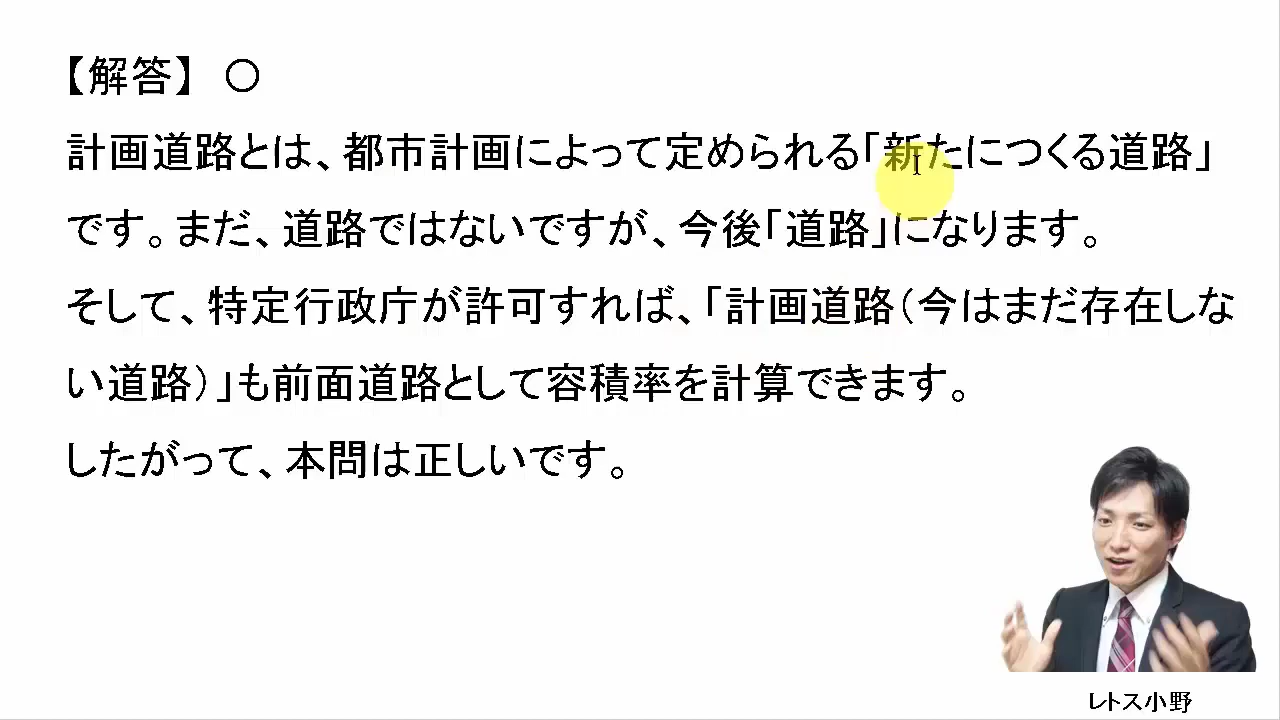 【解答】 ○
計画道路とは、都市計画によって定められる「新たにつくる道路」
です。まだ、道路ではないですが、今後「道路」になります。
そして、特定行政庁が許可すれば、「計画道路(今はまだ存在しな
い道路)」も前面道路として容積率を計算できます。
したがって、本問は正しいです。
レトス小野